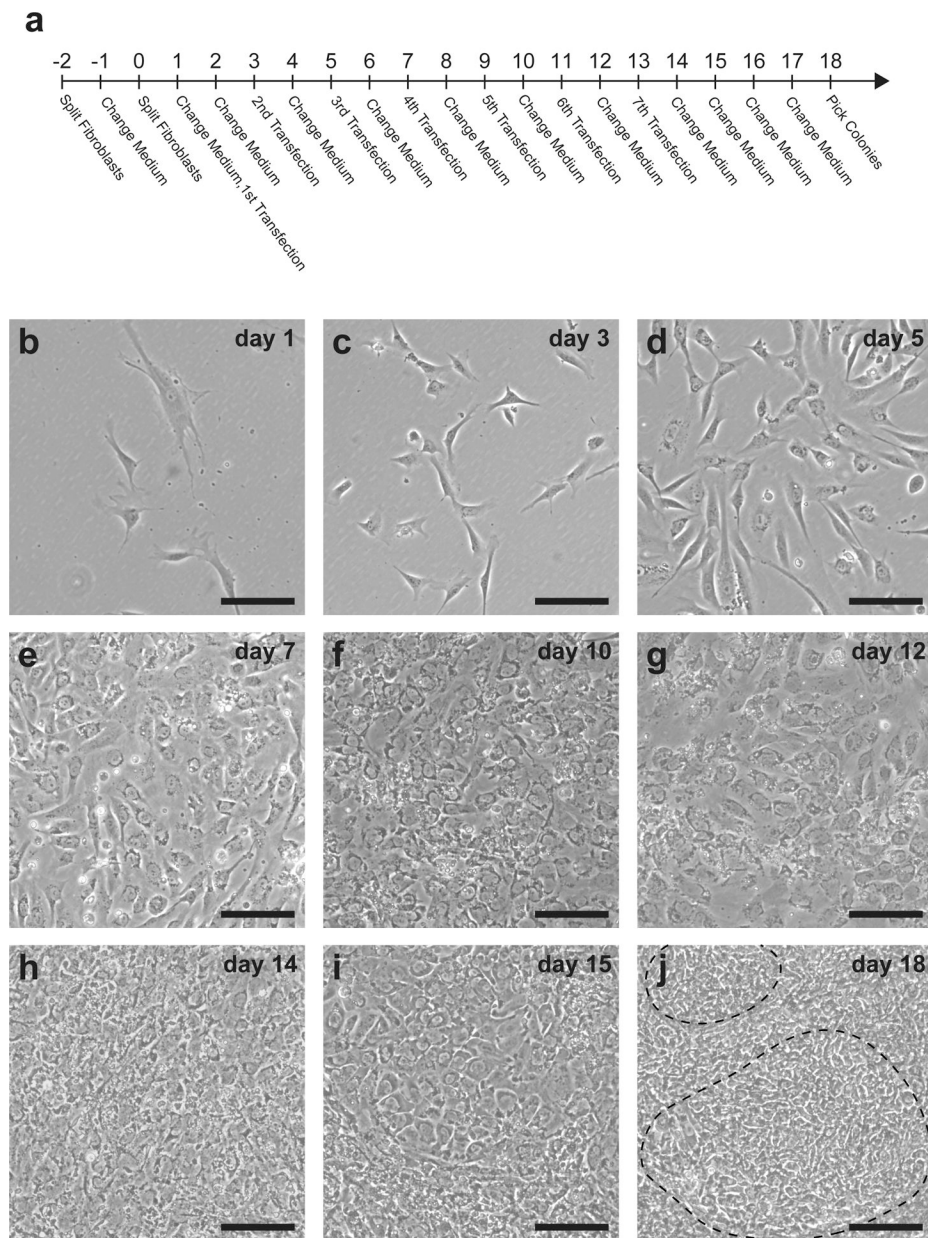 a
-2 -1 0 1 2 3 4 5 6 7 8 9 10 11 12 13 14 15 16 17 18
Split Fibroblasts
Change Medium
Split Fibroblasts
Change Medium,1st Transfection
Change Medium
2nd Transfection
Change Medium
3rd Transfection
Change Medium
4th Transfection
Change Medium
5th Transfection
Change Medium
6th Transfection
Change Medium
7th Transfection
Change Medium
Change Medium
Change Medium
Change Medium
Pick Colonies
b day 1
c day 3
d day 5
e day 7
f day 10
g day 12
h day 14
i day 15
j day 18